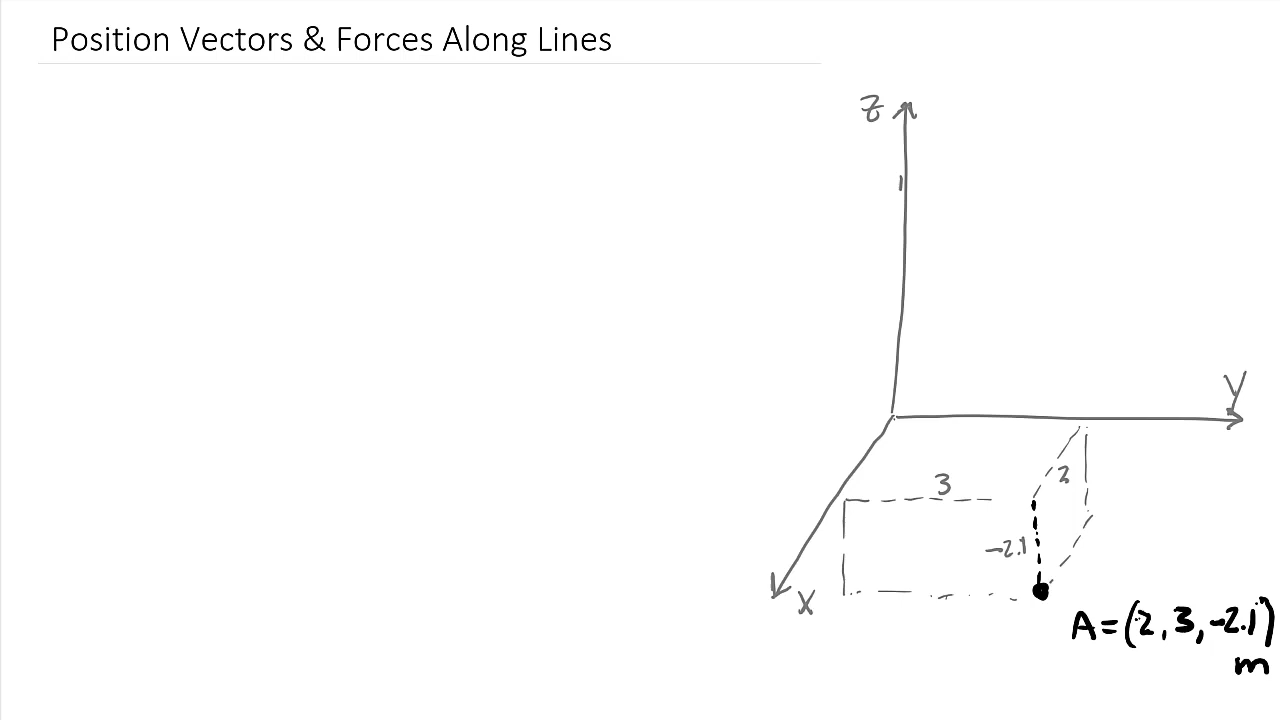 Position Vectors & Forces Along Lines
z
y
3
2
-2.1
x
A=(2, 3, -2.1)
m